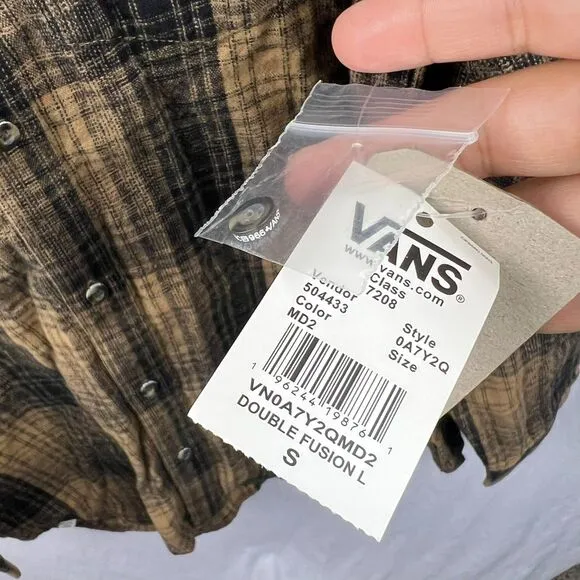 VANS
®
www.vans.com
Class
7208
Vendor
504433
Style
0A7Y2Q
Color
MD2
Size
1 96244 19876 1
VN0A7Y2QMD2
DOUBLE FUSION L
S